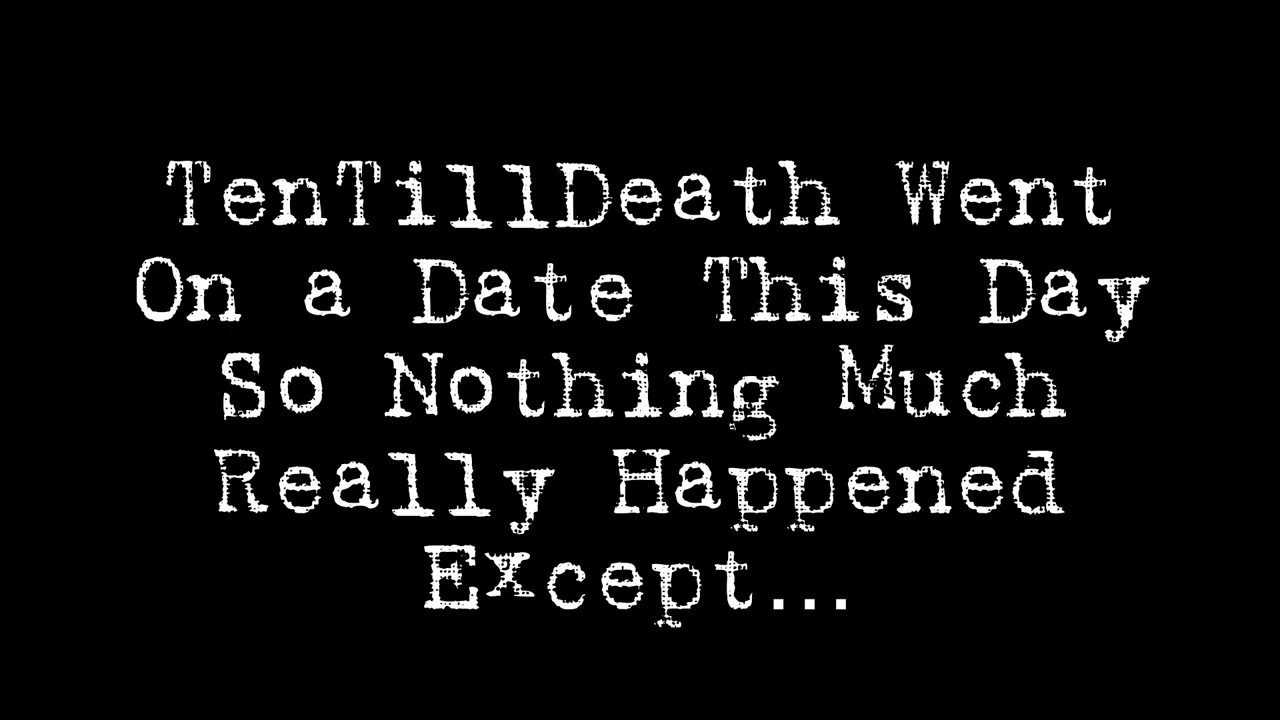 TenTillDeath Went
On a Date This Day
So Nothing Much
Really Happened
Except...